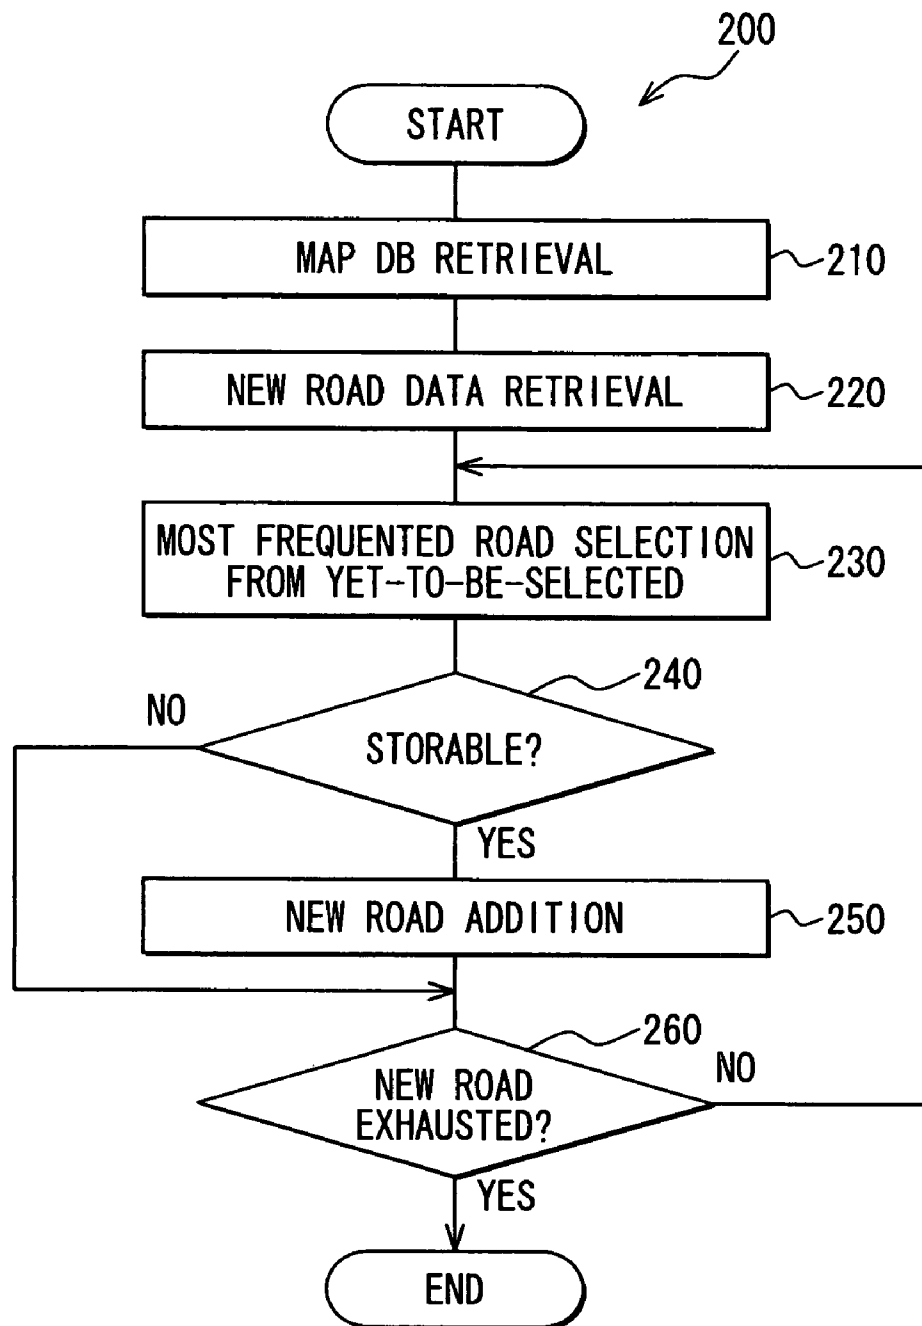 200
START
MAP DB RETRIEVAL
210
NEW ROAD DATA RETRIEVAL
220
MOST FREQUENTED ROAD SELECTION
FROM YET-TO-BE-SELECTED
230
240
NO
STORABLE?
YES
NEW ROAD ADDITION
250
260
NEW ROAD
EXHAUSTED?
NO
YES
END